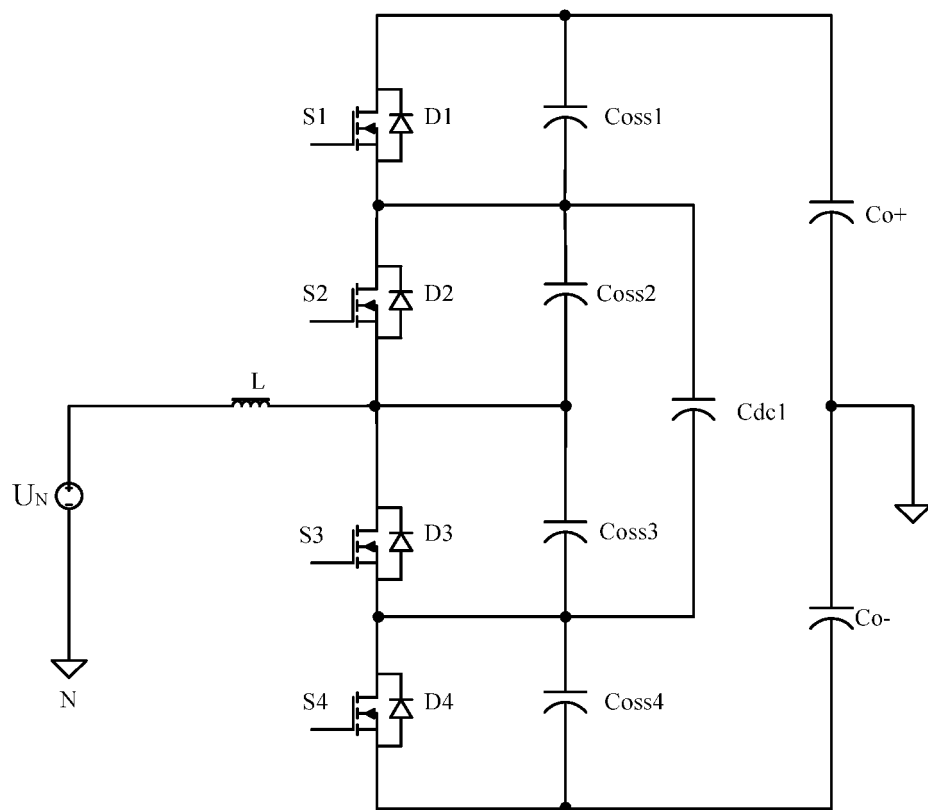 S1 D1 Coss1
Co+
S2 D2 Coss2
L
Cdc1
UN
S3 D3 Coss3
Co-
N
S4 D4 Coss4